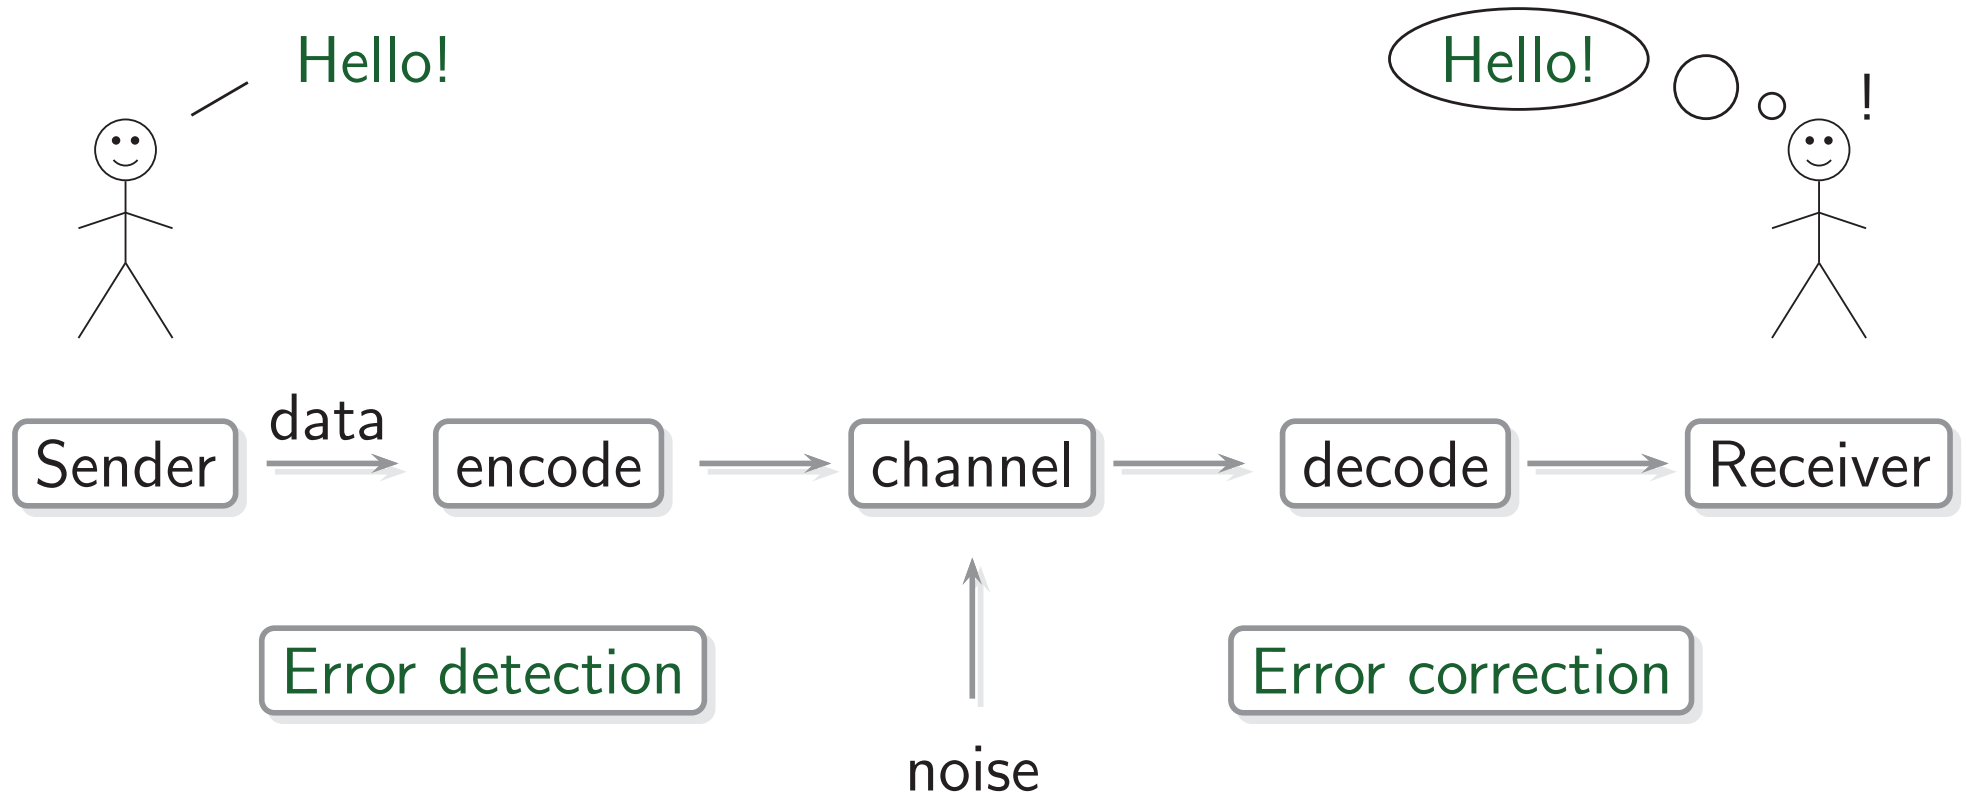 Hello!
Hello!
!
data
Sender
encode
channel
decode
Receiver
Error detection
Error correction
noise